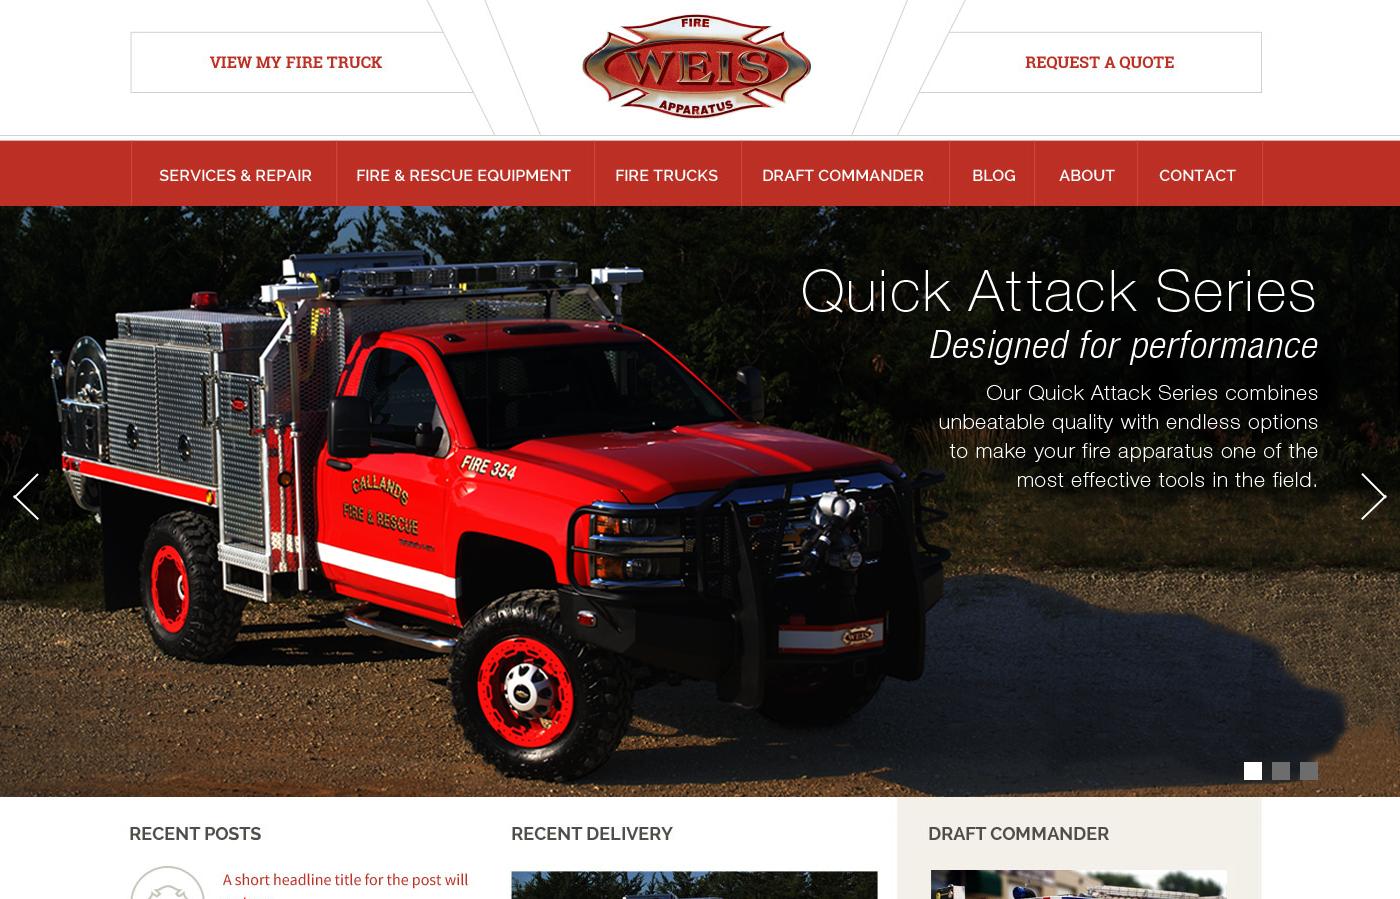 VIEW MY FIRE TRUCK
FIRE
WEIS
APPARATUS
REQUEST A QUOTE
SERVICES & REPAIR
FIRE & RESCUE EQUIPMENT
FIRE TRUCKS
DRAFT COMMANDER
BLOG
ABOUT
CONTACT
Quick Attack Series
Designed for performance
Our Quick Attack Series combines
unbeatable quality with endless options
to make your fire apparatus one of the
most effective tools in the field.
FIRE 354
CALLANDS
FIRE & RESCUE
WEIS
RECENT POSTS
RECENT DELIVERY
DRAFT COMMANDER
A short headline title for the post will